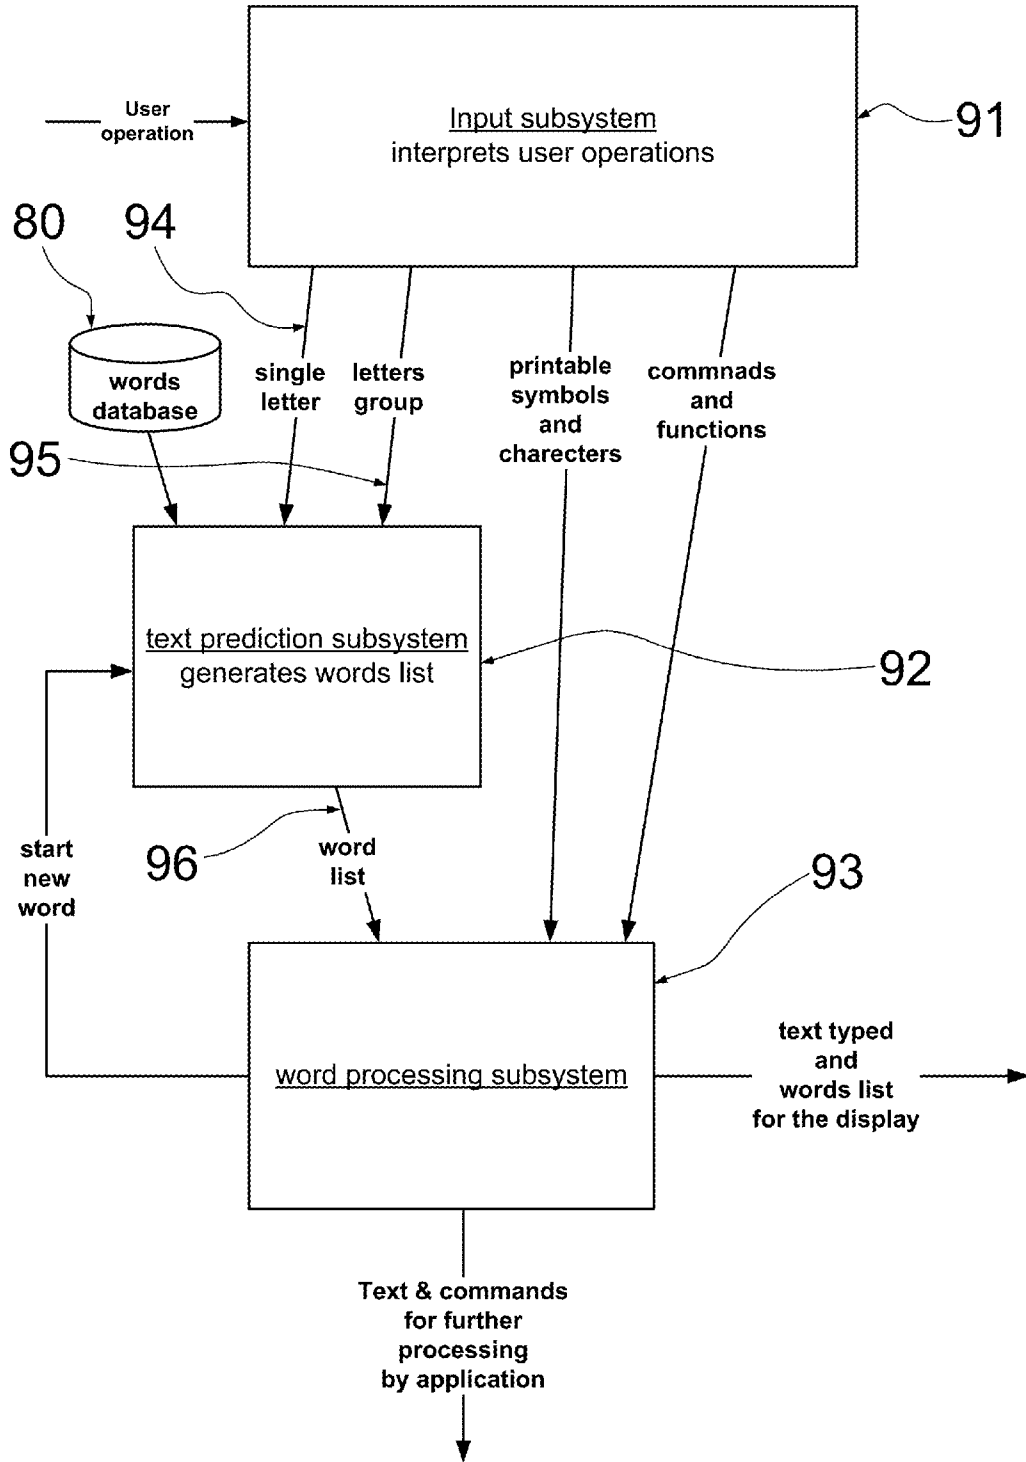 User
operation
Input subsystem
interprets user operations
91
80
94
words
database
single
letter
letters
group
printable
symbols
and
charecters
commnads
and
functions
95
text prediction subsystem
generates words list
92
start
new
word
96
word
list
93
word processing subsystem
text typed
and
words list
for the display
Text & commands
for further
processing
by application